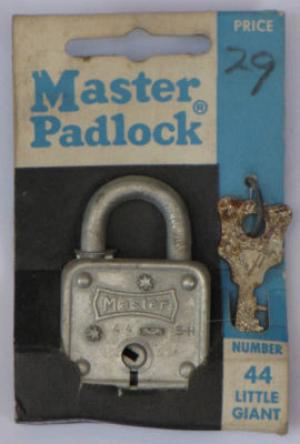 PRICE
29
Master
Padlock®
Master
44 S-H
NUMBER
44
LITTLE
GIANT